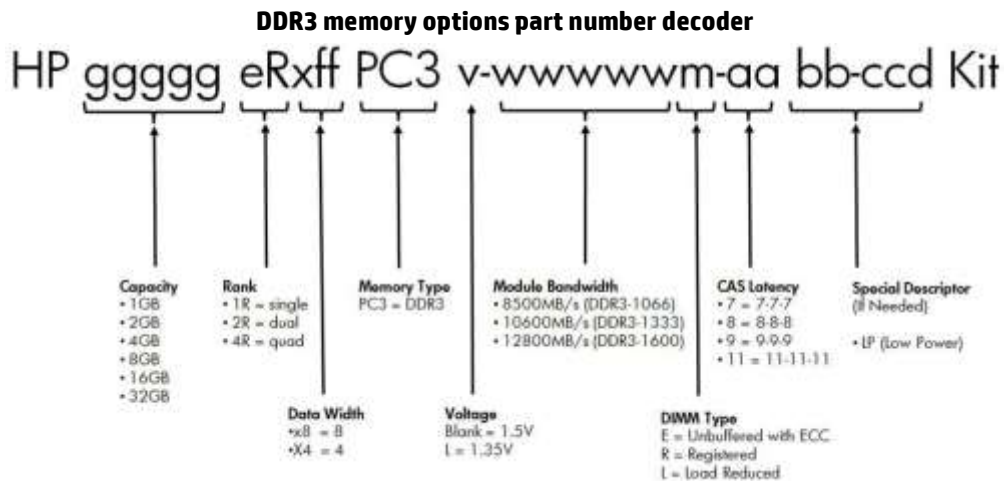 DDR3 memory options part number decoder
HP ggggg eRxff PC3 v-wwwwwm-aa bb-ccd Kit
Capacity
• 1GB
• 2GB
• 4GB
• 8GB
• 16GB
• 32GB
Rank
• 1R = single
• 2R = dual
• 4R = quad
Memory Type
PC3 = DDR3
Module Bandwidth
• 8500MB/s (DDR3-1066)
• 10600MB/s (DDR3-1333)
• 12800MB/s (DDR3-1600)
CAS Latency
• 7 = 7-7-7
• 8 = 8-8-8
• 9 = 9-9-9
• 11 = 11-11-11
Special Descriptor
(If Needed)
• LP (Low Power)
Data Width
•x8 = 8
•X4 = 4
Voltage
Blank = 1.5V
L = 1.35V
DIMM Type
E = Unbuffered with ECC
R = Registered
L = Load Reduced